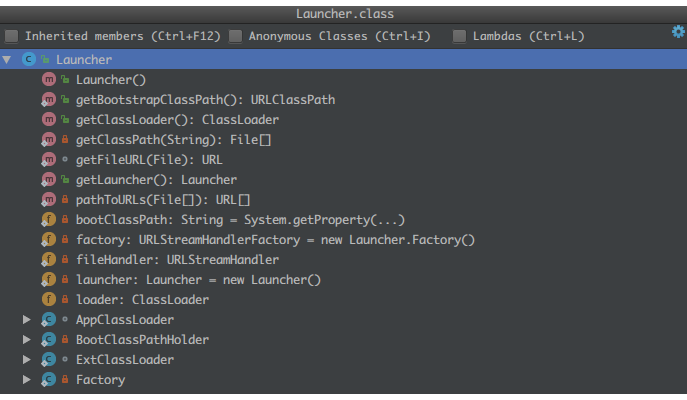 Launcher.class
Inherited members (Ctrl+F12) Anonymous Classes (Ctrl+I) Lambdas (Ctrl+L)
Launcher
Launcher()
getBootstrapClassPath(): URLClassPath
getClassLoader(): ClassLoader
getClassPath(String): File[]
getFileURL(File): URL
getLauncher(): Launcher
pathToURLs(File[]): URL[]
bootClassPath: String = System.getProperty(...)
factory: URLStreamHandlerFactory = new Launcher.Factory()
fileHandler: URLStreamHandler
launcher: Launcher = new Launcher()
loader: ClassLoader
AppClassLoader
BootClassPathHolder
ExtClassLoader
Factory